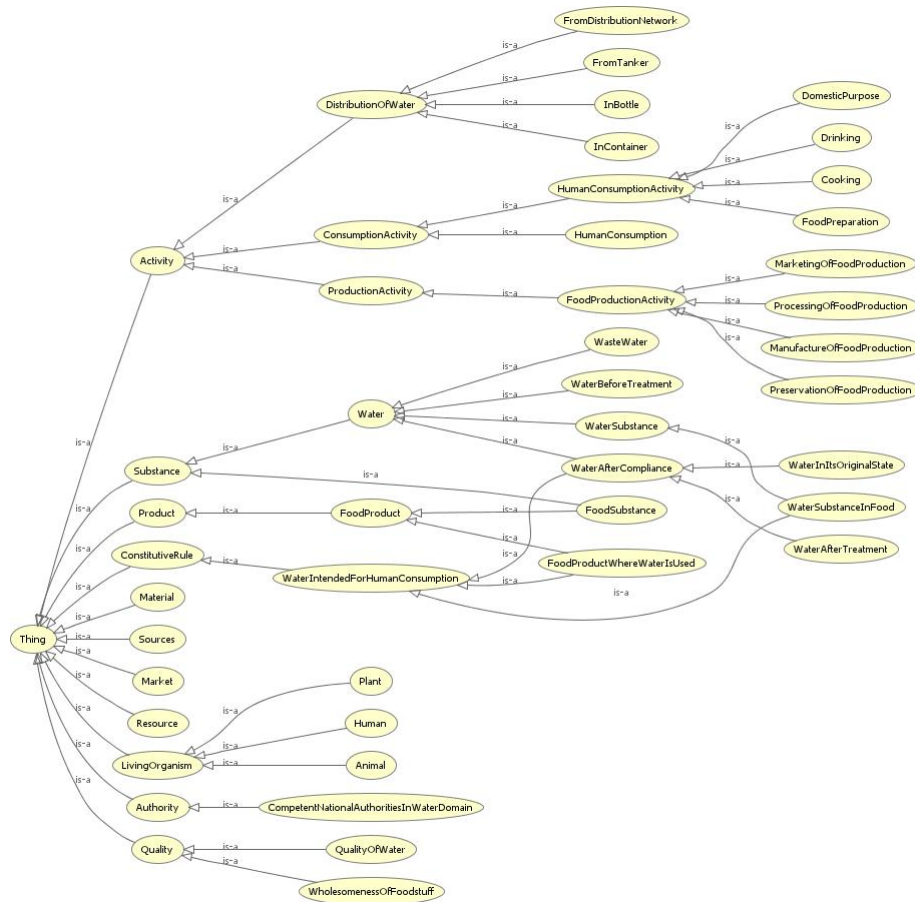 FromDistributionNetwork
is-a
FromTanker
is-a
DomesticPurpose
DistributionOfWater
is-a
InBottle
is-a
is-a
Drinking
InContainer
is-a
HumanConsumptionActivity
is-a
Cooking
is-a
is-a
FoodPreparation
ConsumptionActivity
is-a
HumanConsumption
Activity
is-a
MarketingOfFoodProduction
is-a
ProductionActivity
is-a
FoodProductionActivity
is-a
is-a
ProcessingOfFoodProduction
is-a
is-a
ManufactureOfFoodProduction
WasteWater
is-a
WaterBeforeTreatment
PreservationOfFoodProduction
is-a
Water
is-a
WaterSubstance
is-a
is-a
is-a
Substance
is-a
WaterAfterCompliance
is-a
WaterInItsOriginalState
is-a
Product
is-a
FoodProduct
is-a
FoodSubstance
is-a
WaterSubstanceInFood
is-a
ConstitutiveRule
is-a
is-a
WaterAfterTreatment
is-a
is-a
WaterIntendedForHumanConsumption
is-a
FoodProductWhereWaterIsUsed
is-a
Material
is-a
is-a
Thing
is-a
Sources
is-a
Market
is-a
Plant
Resource
is-a
is-a
Human
is-a
LivingOrganism
is-a
Animal
is-a
Authority
is-a
CompetentNationalAuthoritiesInWaterDomain
is-a
Quality
is-a
QualityOfWater
is-a
WholesomenessOfFoodstuff